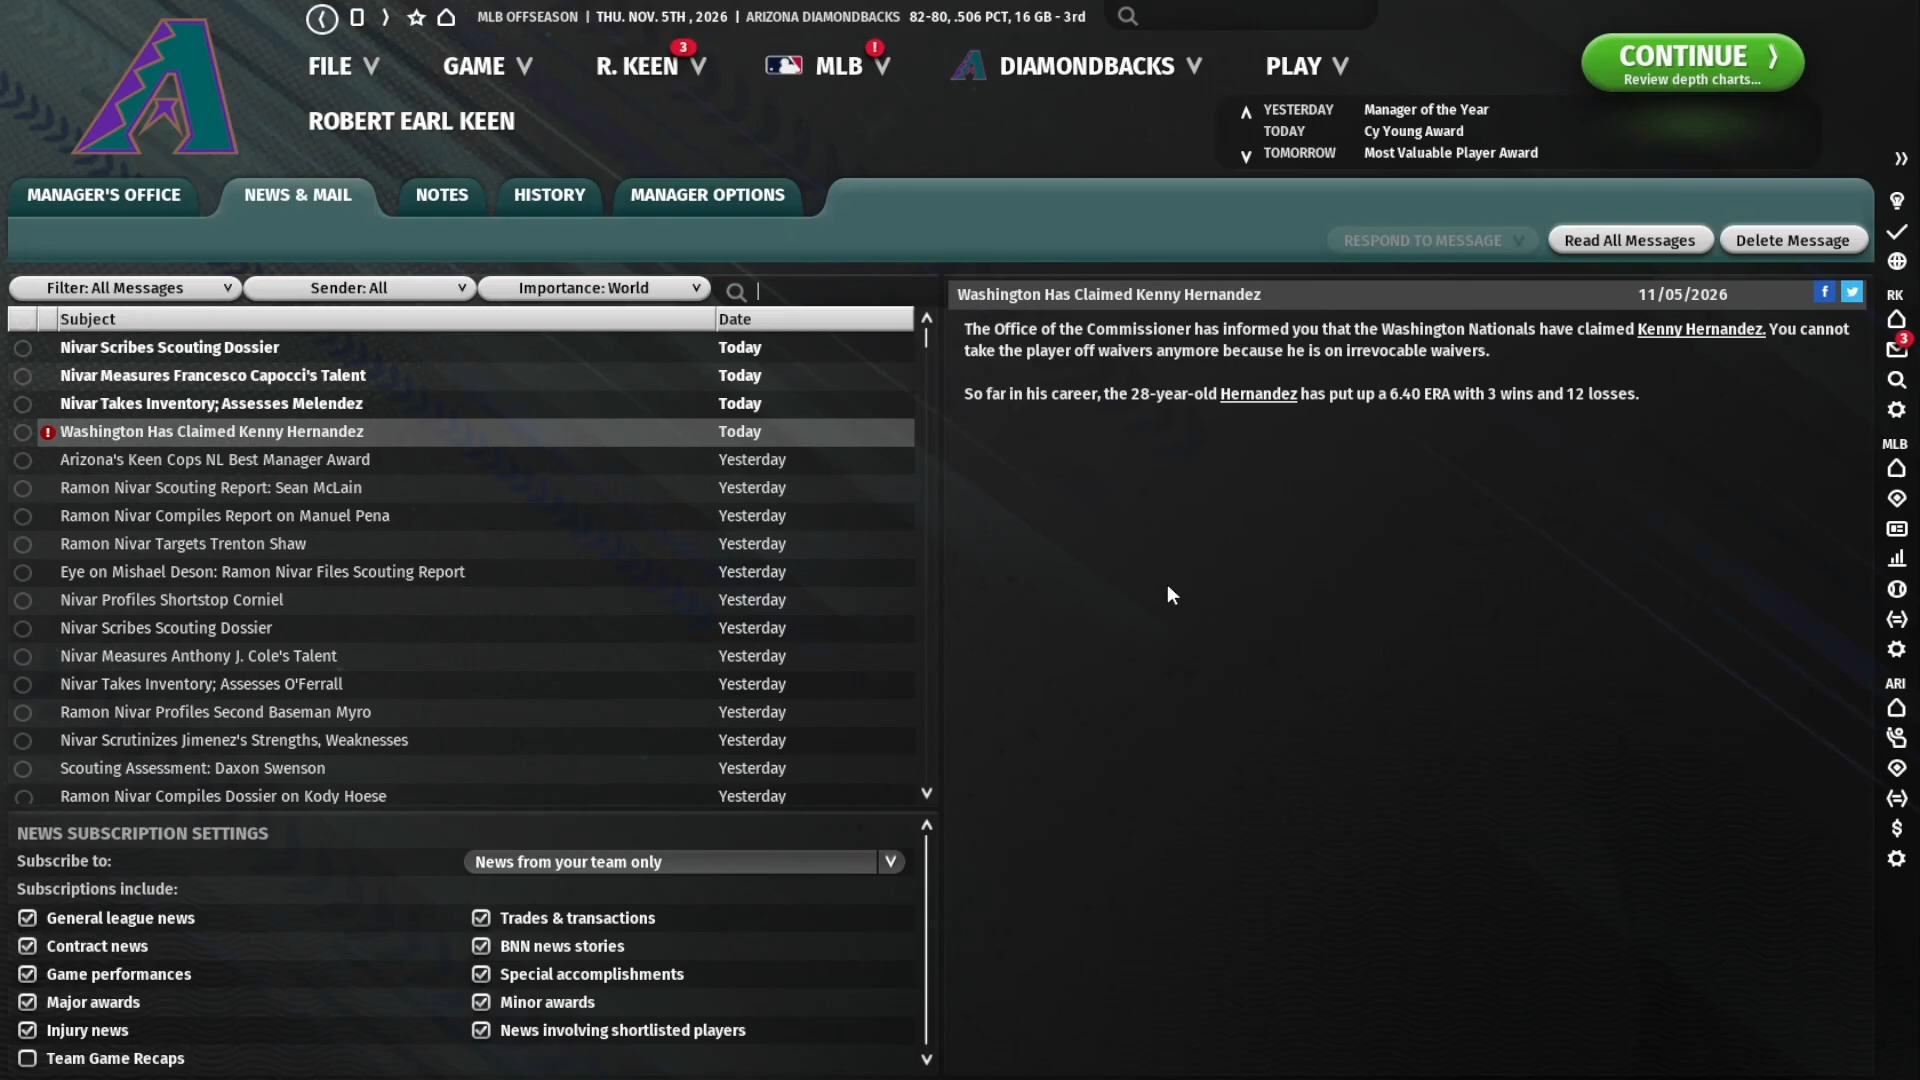 MLB OFFSEASON | THU. NOV. 5TH , 2026 | ARIZONA DIAMONDBACKS 82-80, .506 PCT, 16 GB - 3rd
FILE GAME R. KEEN 3 MLB ! DIAMONDBACKS PLAY
CONTINUE
Review depth charts...
ROBERT EARL KEEN
YESTERDAY Manager of the Year
TODAY Cy Young Award
TOMORROW Most Valuable Player Award
MANAGER'S OFFICE NEWS & MAIL NOTES HISTORY MANAGER OPTIONS
RESPOND TO MESSAGE Read All Messages Delete Message
Filter: All Messages Sender: All Importance: World
Subject Date
Nivar Scribes Scouting Dossier Today
Nivar Measures Francesco Capocci's Talent Today
Nivar Takes Inventory; Assesses Melendez Today
! Washington Has Claimed Kenny Hernandez Today
Arizona's Keen Cops NL Best Manager Award Yesterday
Ramon Nivar Scouting Report: Sean McLain Yesterday
Ramon Nivar Compiles Report on Manuel Pena Yesterday
Ramon Nivar Targets Trenton Shaw Yesterday
Eye on Mishael Deson: Ramon Nivar Files Scouting Report Yesterday
Nivar Profiles Shortstop Corniel Yesterday
Nivar Scribes Scouting Dossier Yesterday
Nivar Measures Anthony J. Cole's Talent Yesterday
Nivar Takes Inventory; Assesses O'Ferrall Yesterday
Ramon Nivar Profiles Second Baseman Myro Yesterday
Nivar Scrutinizes Jimenez's Strengths, Weaknesses Yesterday
Scouting Assessment: Daxon Swenson Yesterday
Ramon Nivar Compiles Dossier on Kody Hoese Yesterday
NEWS SUBSCRIPTION SETTINGS
Subscribe to: News from your team only
Subscriptions include:
General league news Trades & transactions
Contract news BNN news stories
Game performances Special accomplishments
Major awards Minor awards
Injury news News involving shortlisted players
Team Game Recaps
Washington Has Claimed Kenny Hernandez 11/05/2026
The Office of the Commissioner has informed you that the Washington Nationals have claimed Kenny Hernandez. You cannot
take the player off waivers anymore because he is on irrevocable waivers.
So far in his career, the 28-year-old Hernandez has put up a 6.40 ERA with 3 wins and 12 losses.
RK
3
MLB
ARI
$